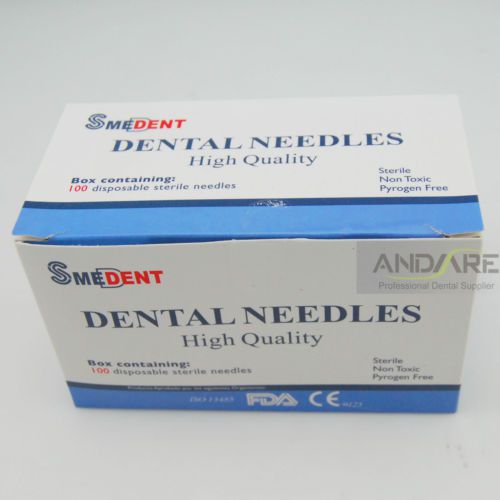 SMEDENT
DENTAL NEEDLES
High Quality
Box containing:
100 disposable sterile needles
Sterile
Non Toxic
Pyrogen Free
ANDSARE
Professional Dental Supplier
SMEDENT
DENTAL NEEDLES
High Quality
Box containing:
100 disposable sterile needles
Sterile
Non Toxic
Pyrogen Free
ISO 13485 FDA CE 0123